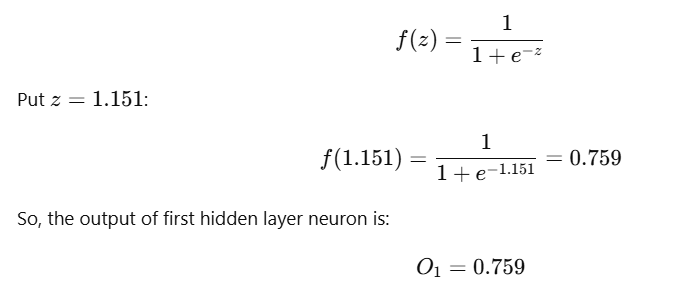 f(z) = 1 / (1 + e^{-z})
Put z = 1.151:
f(1.151) = 1 / (1 + e^{-1.151}) = 0.759
So, the output of first hidden layer neuron is:
O₁ = 0.759